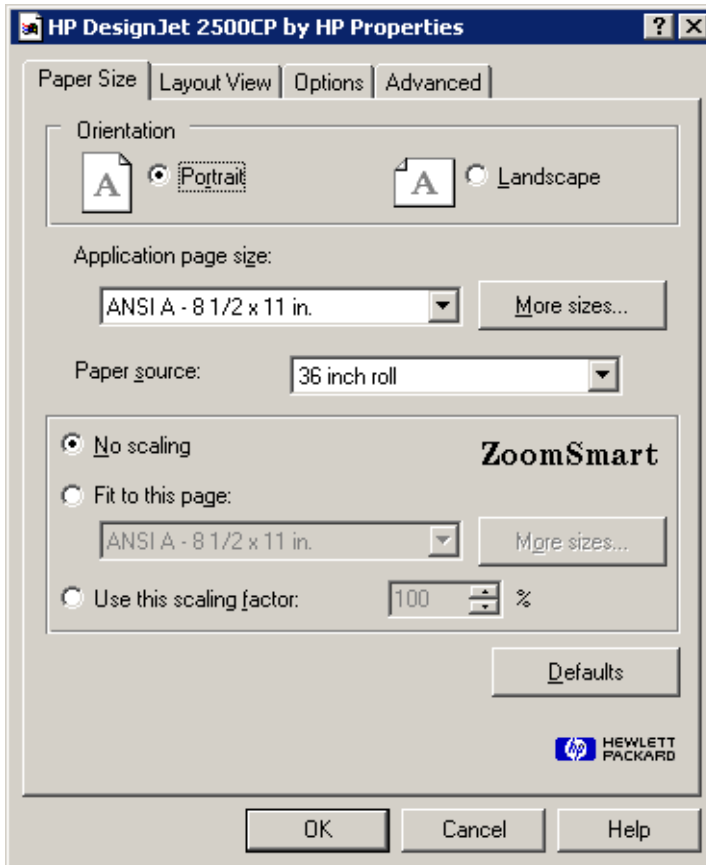 HP DesignJet 2500CP by HP Properties
Paper Size Layout View Options Advanced
Orientation
A Portrait A Landscape
Application page size:
ANSI A - 8 1/2 x 11 in. More sizes...
Paper source: 36 inch roll
No scaling ZoomSmart
Fit to this page:
ANSI A - 8 1/2 x 11 in. More sizes...
Use this scaling factor: 100 %
Defaults
hp HEWLETT
PACKARD
OK Cancel Help